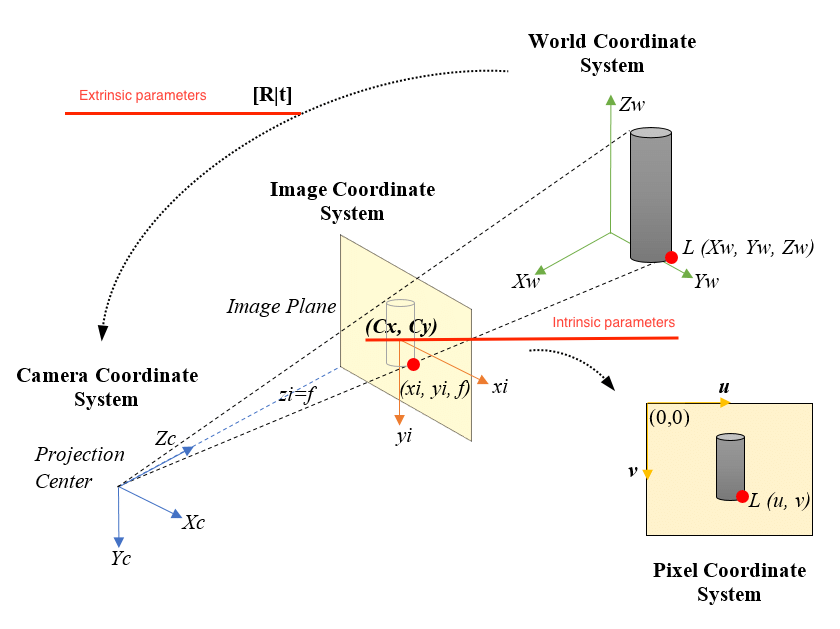 World Coordinate
System
Extrinsic parameters
[R|t]
Zw
Image Coordinate
System
L (Xw, Yw, Zw)
Xw
Yw
Image Plane
(Cx, Cy)
Intrinsic parameters
Camera Coordinate
System
zi=f
(xi, yi, f)
xi
yi
u
(0,0)
Zc
Projection
Center
v
L (u, v)
Xc
Yc
Pixel Coordinate
System